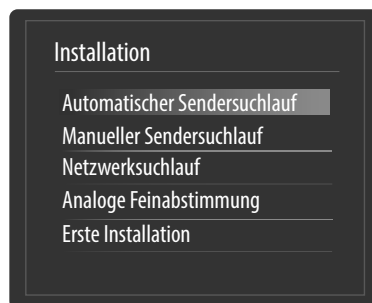 Installation
Automatischer Sendersuchlauf
Manueller Sendersuchlauf
Netzwerksuchlauf
Analoge Feinabstimmung
Erste Installation